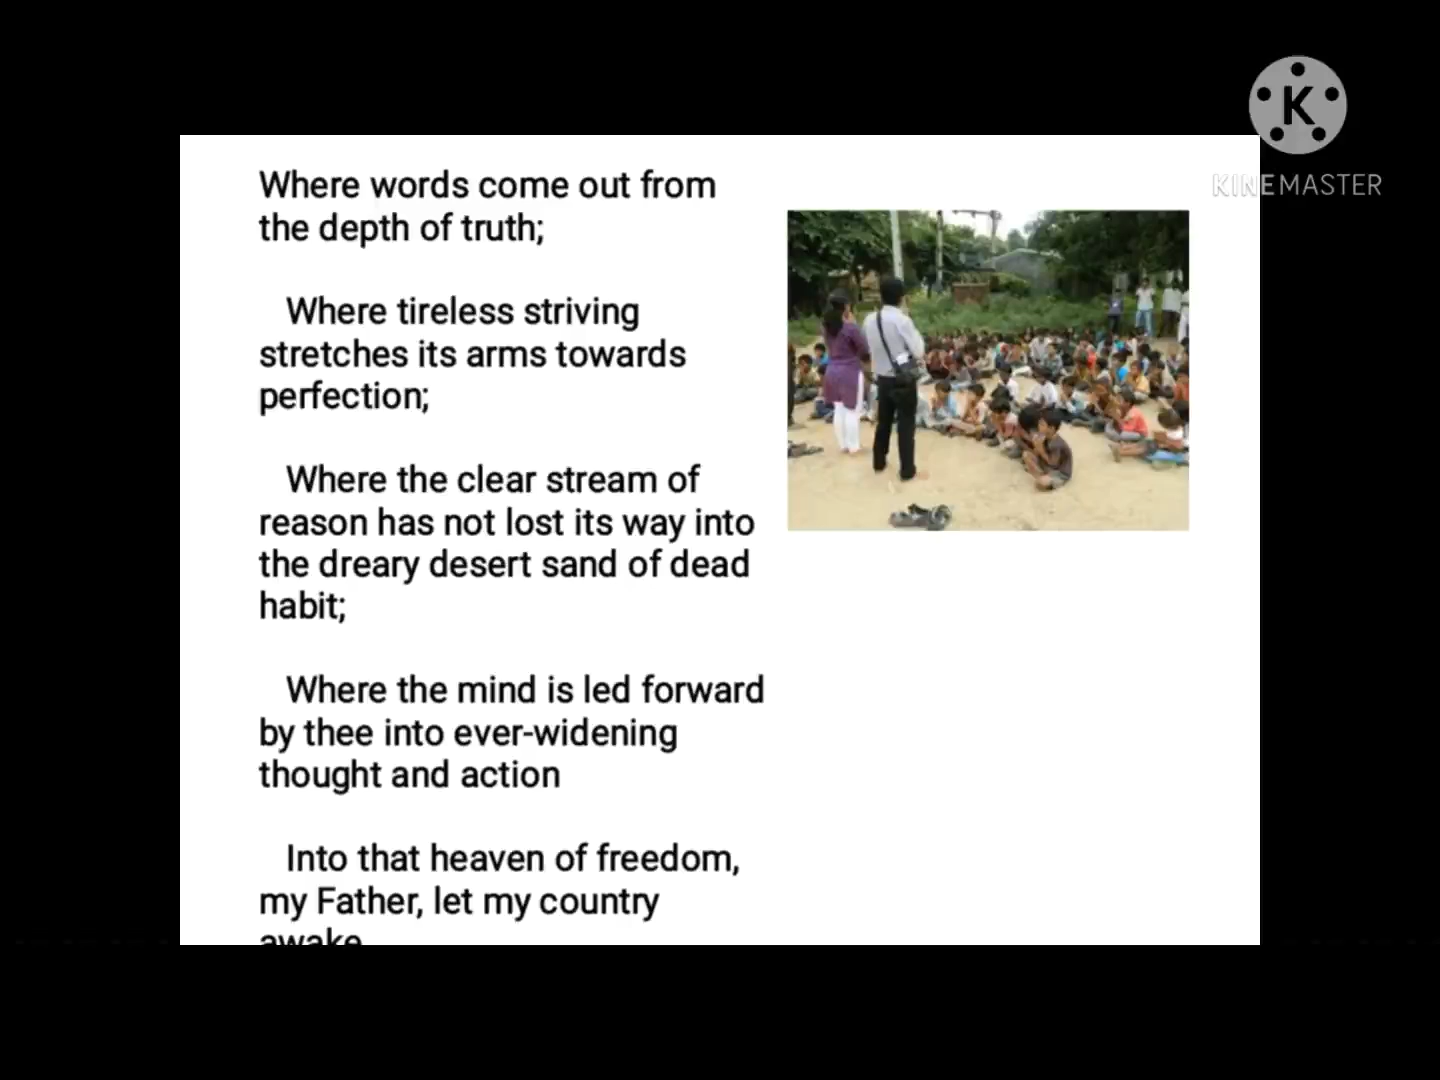 Where words come out from
the depth of truth;
Where tireless striving
stretches its arms towards
perfection;
Where the clear stream of
reason has not lost its way into
the dreary desert sand of dead
habit;
Where the mind is led forward
by thee into ever-widening
thought and action
Into that heaven of freedom,
my Father, let my country
awake
K
KINEMASTER